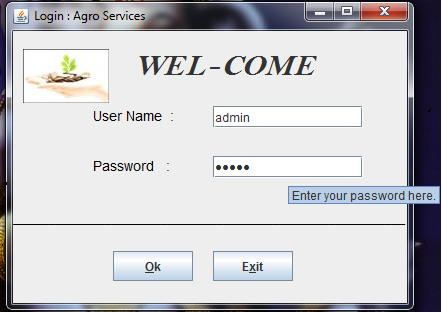 Login : Agro Services
WEL-COME
User Name :
admin
Password :
•••••
Enter your password here.
Ok
Exit